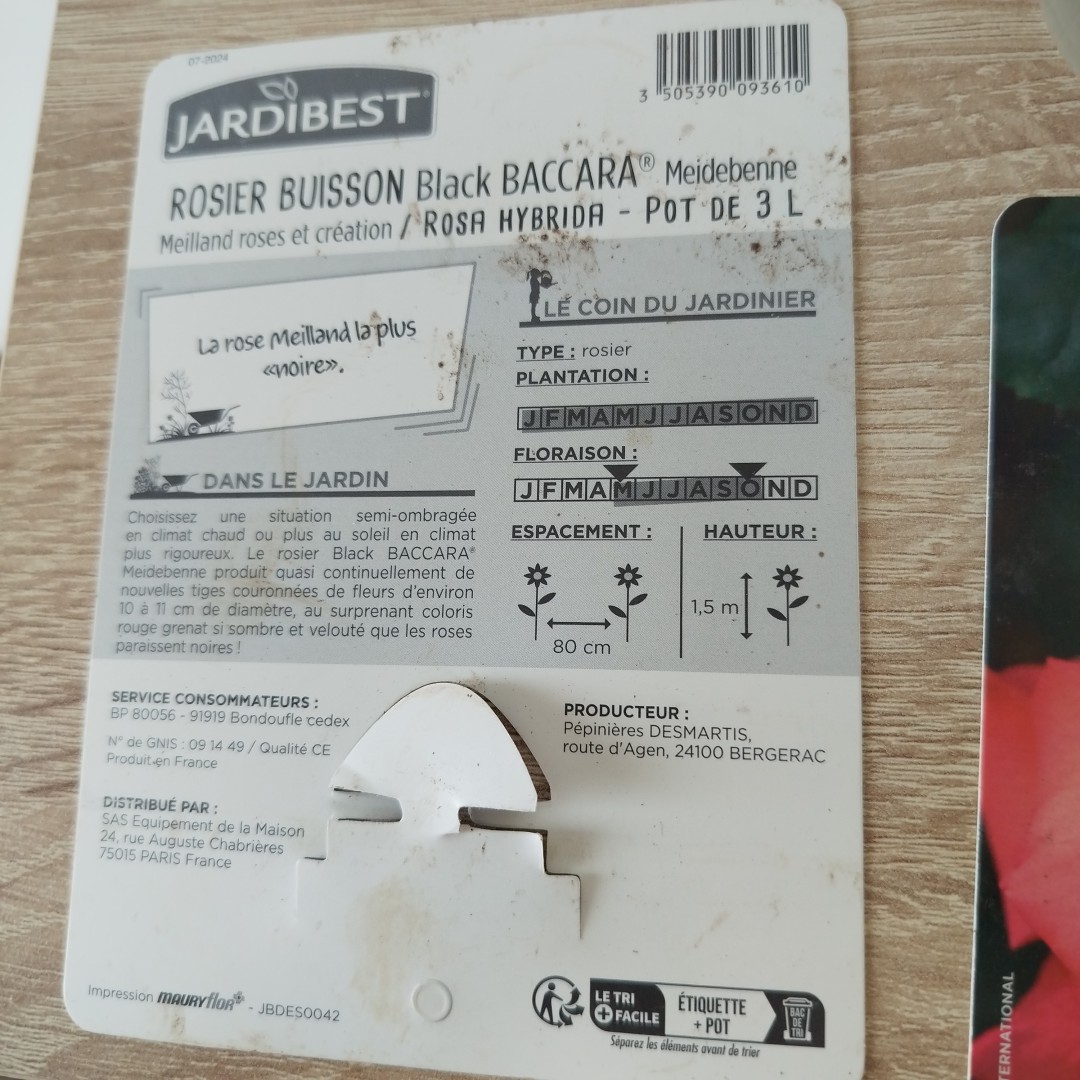 07-2024
JARDIBEST
3 505390 093610
ROSIER BUISSON Black BACCARA® Meidebenne
Meilland roses et création / ROSA HYBRIDA - POT DE 3 L
La rose Meilland la plus
«noire».
DANS LE JARDIN
Choisissez une situation semi-ombragée
en climat chaud ou plus au soleil en climat
plus rigoureux. Le rosier Black BACCARA®
Meidebenne produit quasi continuellement de
nouvelles tiges couronnées de fleurs d'environ
10 à 11 cm de diamètre, au surprenant coloris
rouge grenat si sombre et velouté que les roses
paraissent noires !
LE COIN DU JARDINIER
TYPE : rosier
PLANTATION :
J F M A M J J A S O N D
FLORAISON :
J F M A M J J A S O N D
ESPACEMENT :
80 cm
HAUTEUR :
1,5 m
SERVICE CONSOMMATEURS :
BP 80056 - 91919 Bondoufle cedex
N° de GNIS : 09 14 49 / Qualité CE
Produit en France
DISTRIBUÉ PAR :
SAS Equipement de la Maison
24, rue Auguste Chabrières
75015 PARIS France
PRODUCTEUR :
Pépinières DESMARTIS,
route d'Agen, 24100 BERGERAC
Impression MAURYflor - JBDES0042
LE TRI
+ FACILE
ÉTIQUETTE
+ POT
BAC
DE
TRI
Séparez les éléments avant de trier
ERNATIONAL